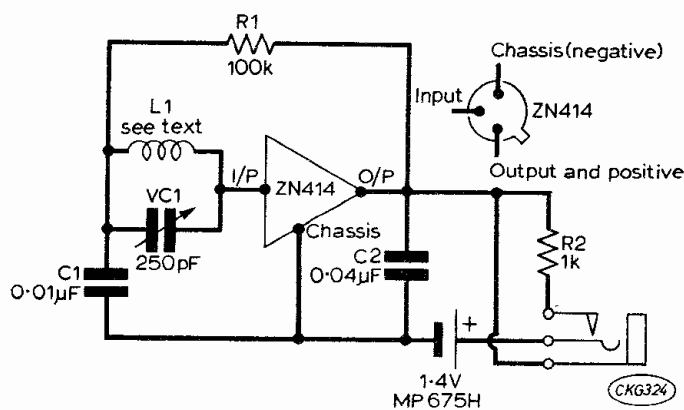 R1
100k
L1
see text
VC1
250pF
C1
0·01µF
I/P
ZN414
O/P
Chassis
C2
0·04µF
Chassis (negative)
Input
ZN414
Output and positive
R2
1k
+
1·4V
MP 675H
CKG324